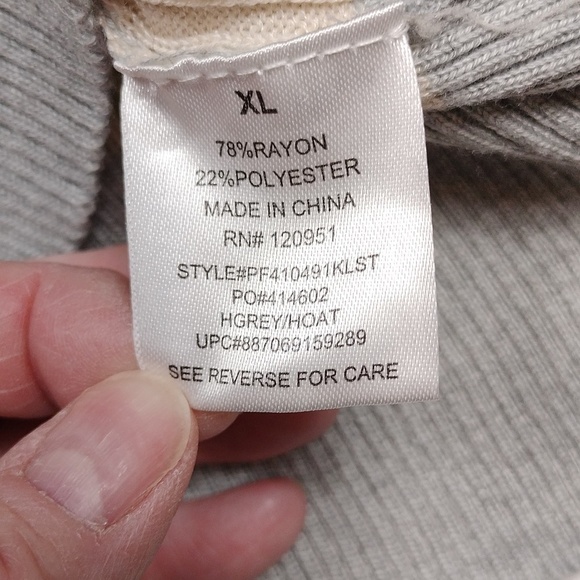 XL
78%RAYON
22%POLYESTER
MADE IN CHINA
RN# 120951
STYLE#PF410491KLST
PO#414602
HGREY/HOAT
UPC#887069159289
SEE REVERSE FOR CARE